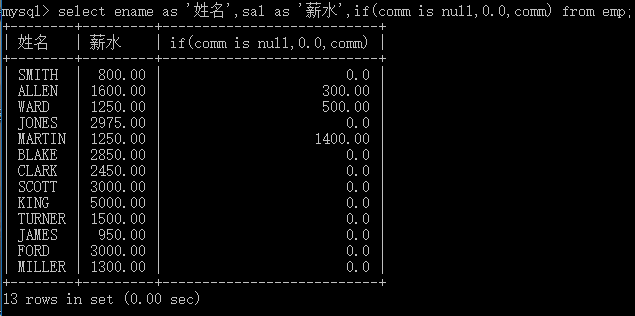 mysql> select ename as '姓名',sal as '薪水',if(comm is null,0.0,comm) from emp;
+--------+---------+---------------------------+
| 姓名 | 薪水 | if(comm is null,0.0,comm) |
+--------+---------+---------------------------+
| SMITH | 800.00 | 0.0 |
| ALLEN | 1600.00 | 300.00 |
| WARD | 1250.00 | 500.00 |
| JONES | 2975.00 | 0.0 |
| MARTIN | 1250.00 | 1400.00 |
| BLAKE | 2850.00 | 0.0 |
| CLARK | 2450.00 | 0.0 |
| SCOTT | 3000.00 | 0.0 |
| KING | 5000.00 | 0.0 |
| TURNER | 1500.00 | 0.0 |
| JAMES | 950.00 | 0.0 |
| FORD | 3000.00 | 0.0 |
| MILLER | 1300.00 | 0.0 |
+--------+---------+---------------------------+
13 rows in set (0.00 sec)